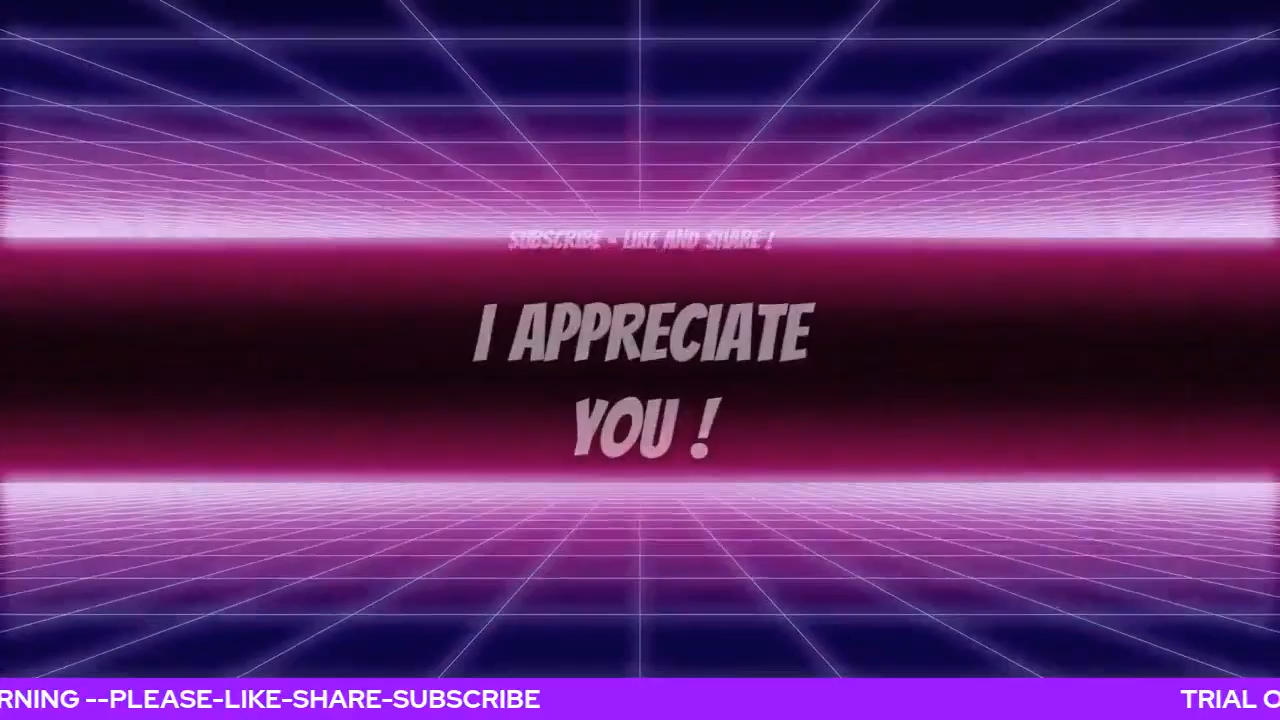 SUBSCRIBE - LIKE AND SHARE !
I APPRECIATE
YOU !
RNING --PLEASE-LIKE-SHARE-SUBSCRIBE
TRIAL O